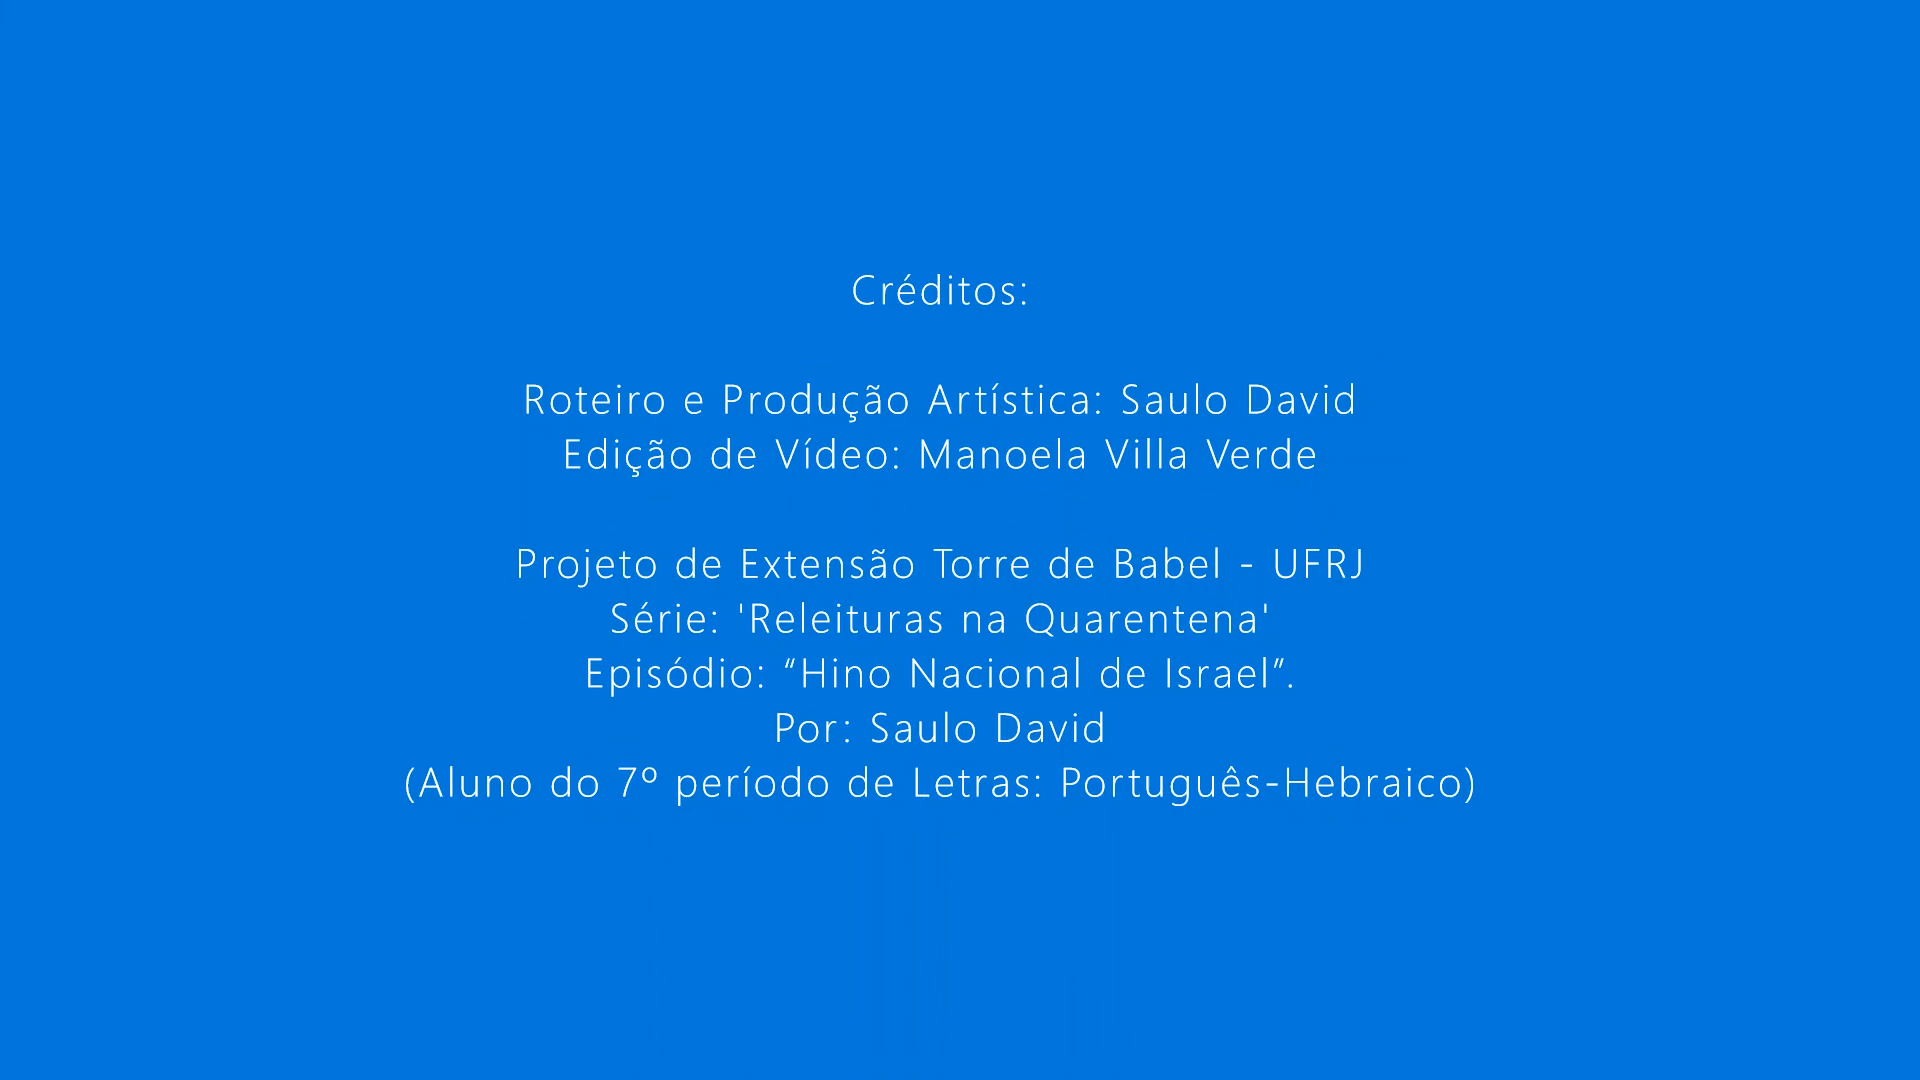 Créditos:
Roteiro e Produção Artística: Saulo David
Edição de Vídeo: Manoela Villa Verde
Projeto de Extensão Torre de Babel - UFRJ
Série: 'Releituras na Quarentena'
Episódio: “Hino Nacional de Israel”.
Por: Saulo David
(Aluno do 7º período de Letras: Português-Hebraico)